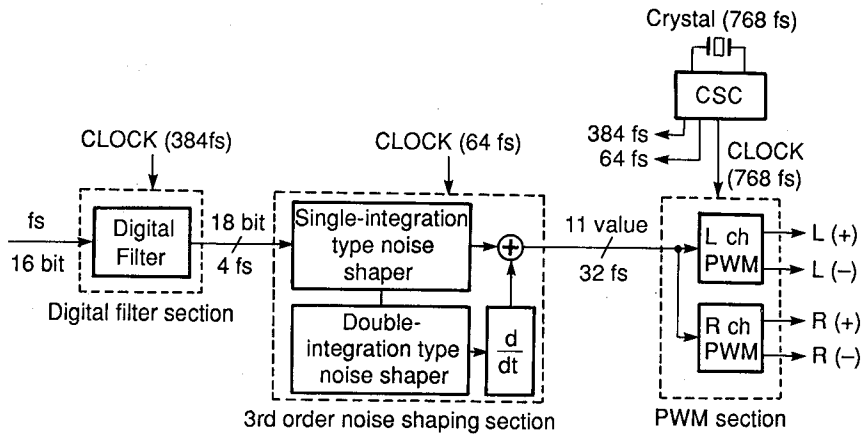 Crystal (768 fs)
CSC
384 fs
64 fs
CLOCK
(768 fs)
CLOCK (384fs)
CLOCK (64 fs)
fs
16 bit
Digital
Filter
Digital filter section
18 bit
4 fs
Single-integration
type noise
shaper
+
Double-
integration type
noise shaper
d
dt
3rd order noise shaping section
11 value
32 fs
L ch
PWM
L (+)
L (−)
R ch
PWM
R (+)
R (−)
PWM section